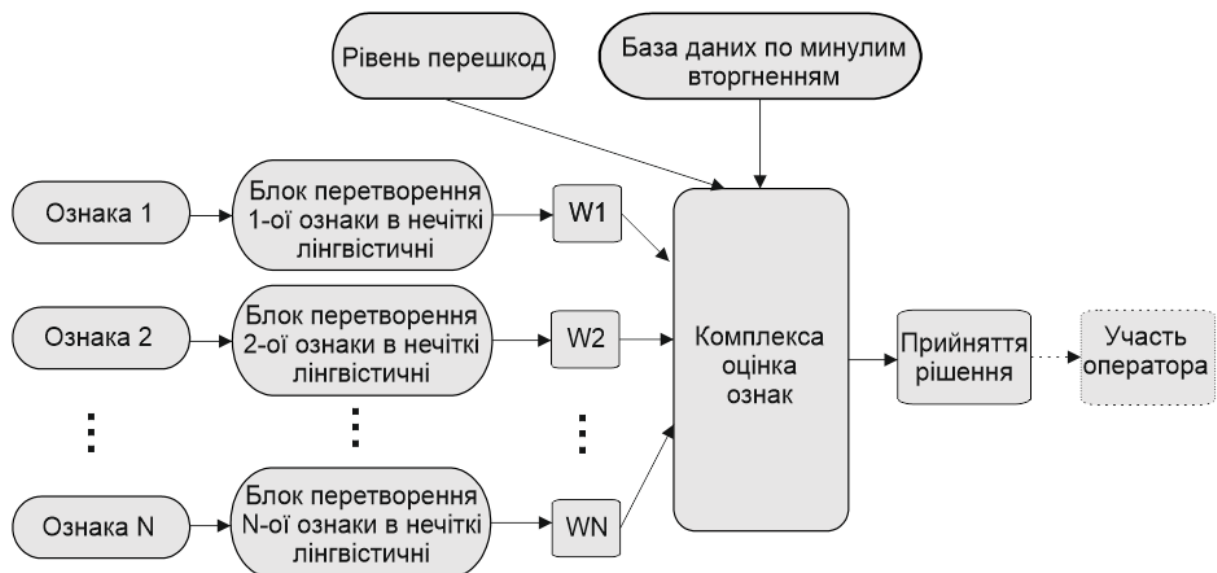 Рівень перешкод
База даних по минулим
вторгненням
Ознака 1
Блок перетворення
1-ої ознаки в нечіткі
лінгвістичні
W1
Ознака 2
Блок перетворення
2-ої ознаки в нечіткі
лінгвістичні
W2
Комплекса
оцінка
ознак
Прийняття
рішення
Участь
оператора
Ознака N
Блок перетворення
N-ої ознаки в нечіткі
лінгвістичні
WN